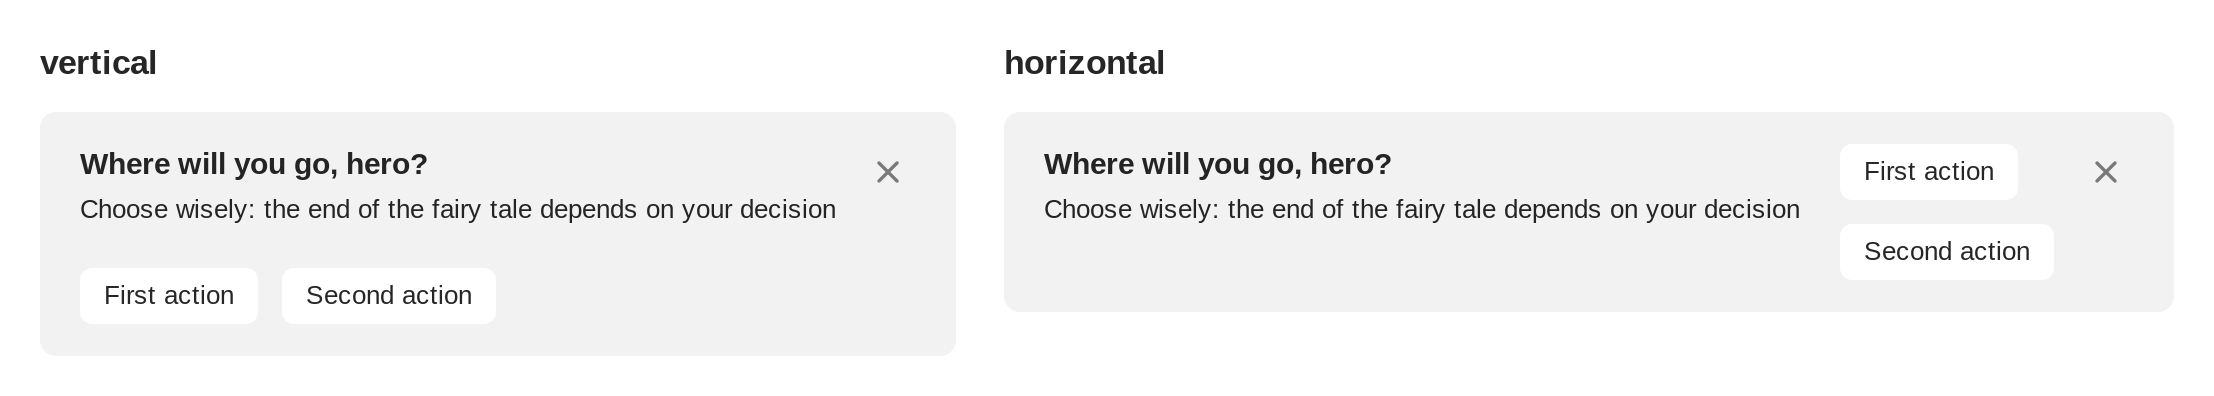 vertical
Where will you go, hero?
Choose wisely: the end of the fairy tale depends on your decision
First action
Second action
horizontal
Where will you go, hero?
Choose wisely: the end of the fairy tale depends on your decision
First action
Second action